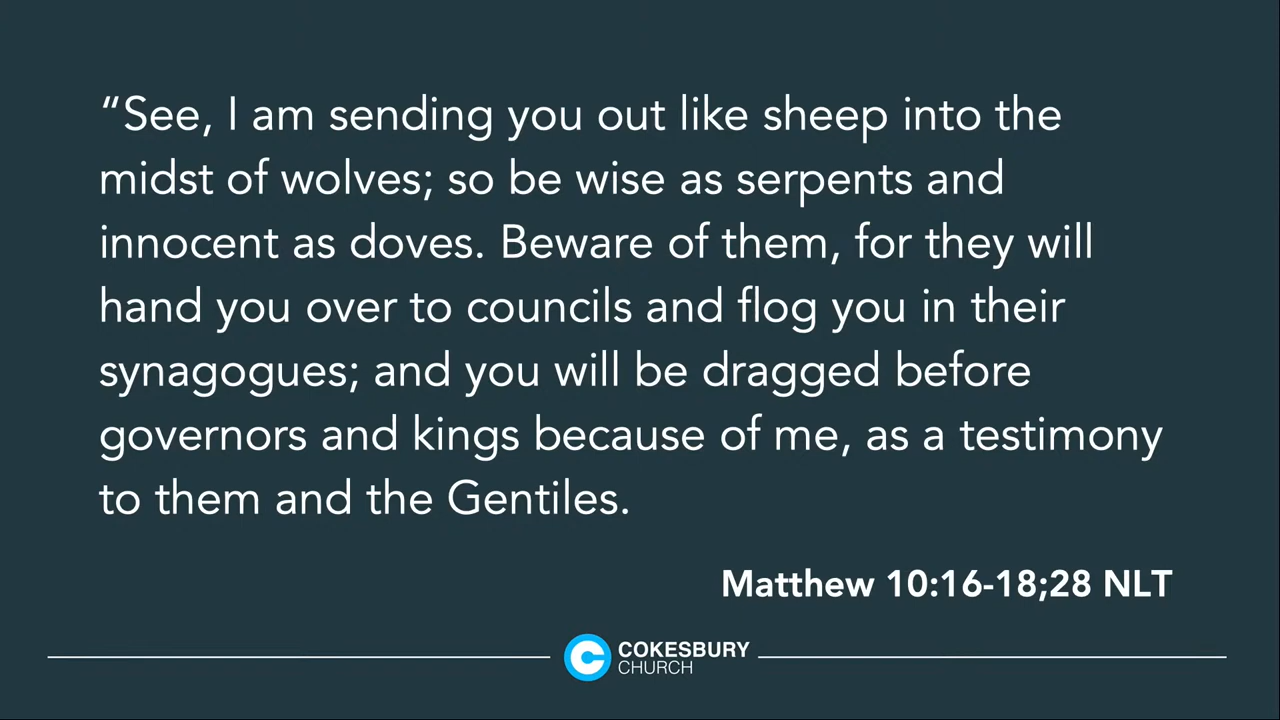 “See, I am sending you out like sheep into the
midst of wolves; so be wise as serpents and
innocent as doves. Beware of them, for they will
hand you over to councils and flog you in their
synagogues; and you will be dragged before
governors and kings because of me, as a testimony
to them and the Gentiles.
Matthew 10:16-18;28 NLT
COKESBURY
CHURCH